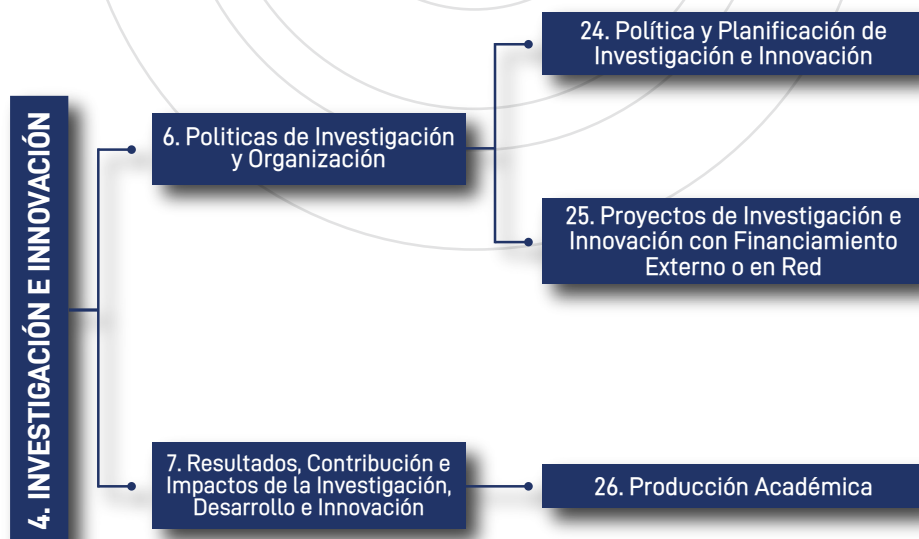 4. INVESTIGACIÓN E INNOVACIÓN
6. Politicas de Investigación
y Organización
24. Política y Planificación de
Investigación e Innovación
25. Proyectos de Investigación e
Innovación con Financiamiento
Externo o en Red
7. Resultados, Contribución e
Impactos de la Investigación,
Desarrollo e Innovación
26. Producción Académica